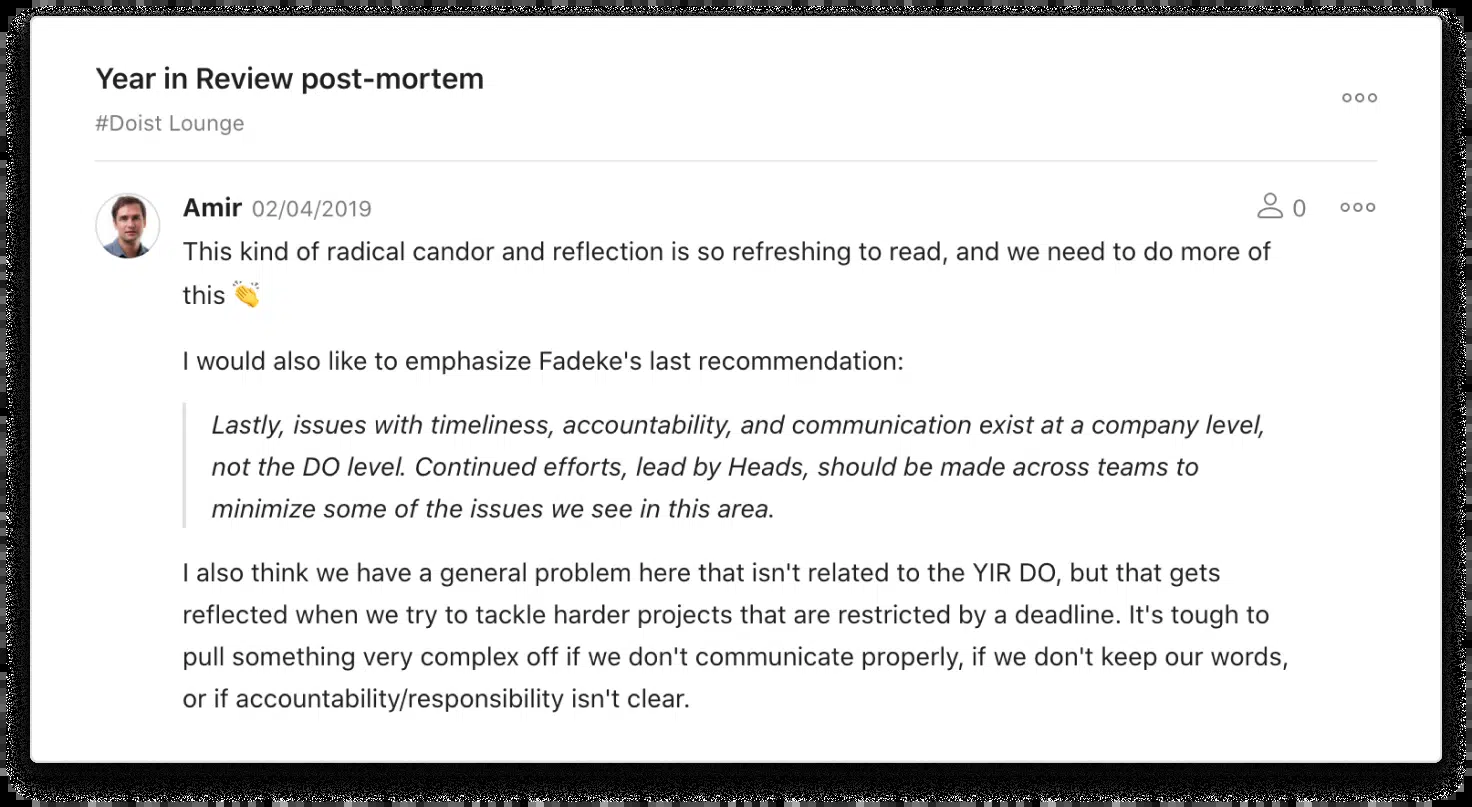 Year in Review post-mortem
#Doist Lounge
Amir 02/04/2019
0
This kind of radical candor and reflection is so refreshing to read, and we need to do more of
this 👏
I would also like to emphasize Fadeke's last recommendation:
Lastly, issues with timeliness, accountability, and communication exist at a company level,
not the DO level. Continued efforts, lead by Heads, should be made across teams to
minimize some of the issues we see in this area.
I also think we have a general problem here that isn't related to the YIR DO, but that gets
reflected when we try to tackle harder projects that are restricted by a deadline. It's tough to
pull something very complex off if we don't communicate properly, if we don't keep our words,
or if accountability/responsibility isn't clear.